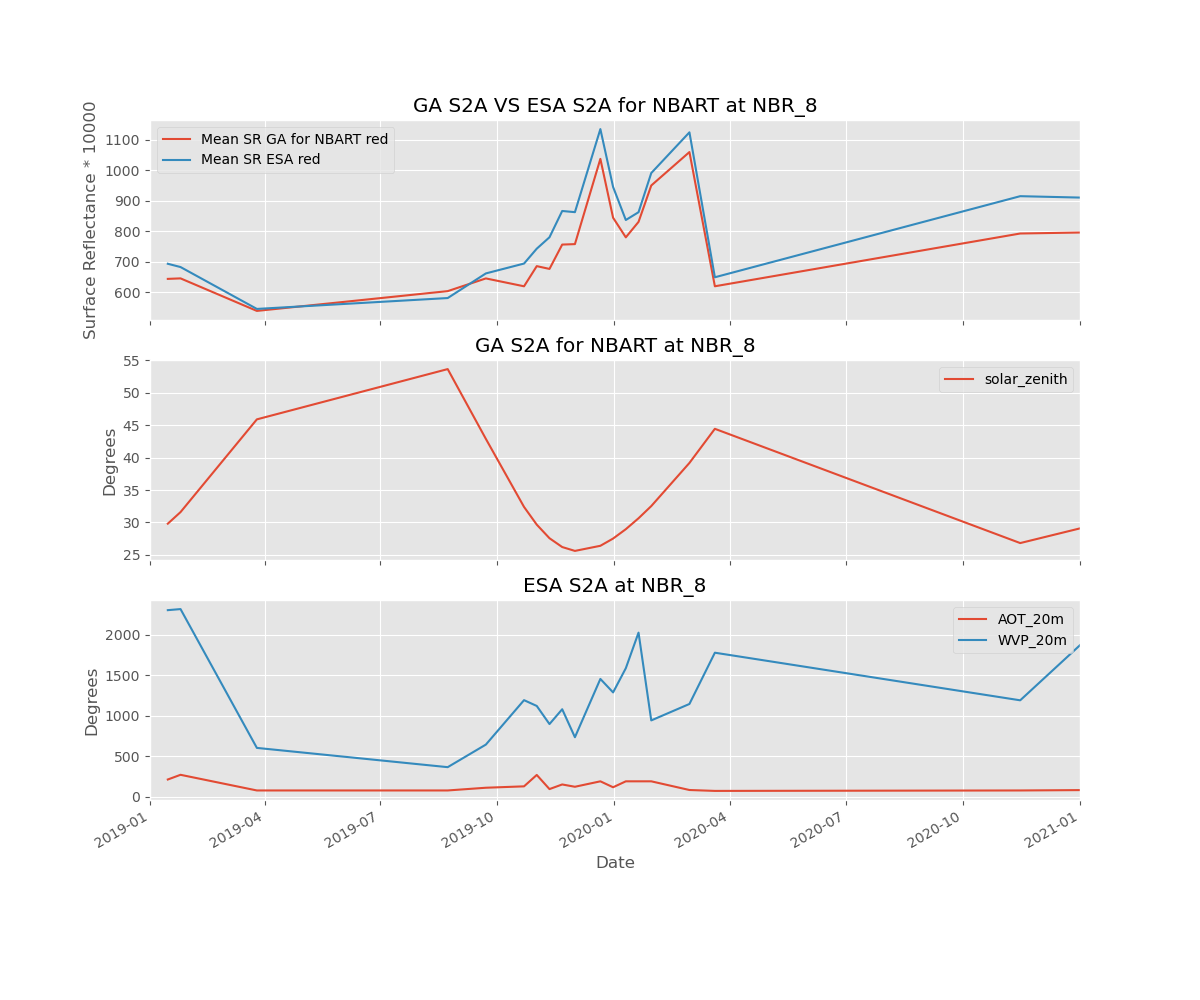 GA S2A VS ESA S2A for NBART at NBR_8
Surface Reflectance * 10000
1100
1000
900
800
700
600
Mean SR GA for NBART red
Mean SR ESA red
GA S2A for NBART at NBR_8
Degrees
55
50
45
40
35
30
25
solar_zenith
ESA S2A at NBR_8
Degrees
2000
1500
1000
500
0
AOT_20m
WVP_20m
2019-01
2019-04
2019-07
2019-10
2020-01
2020-04
2020-07
2020-10
2021-01
Date